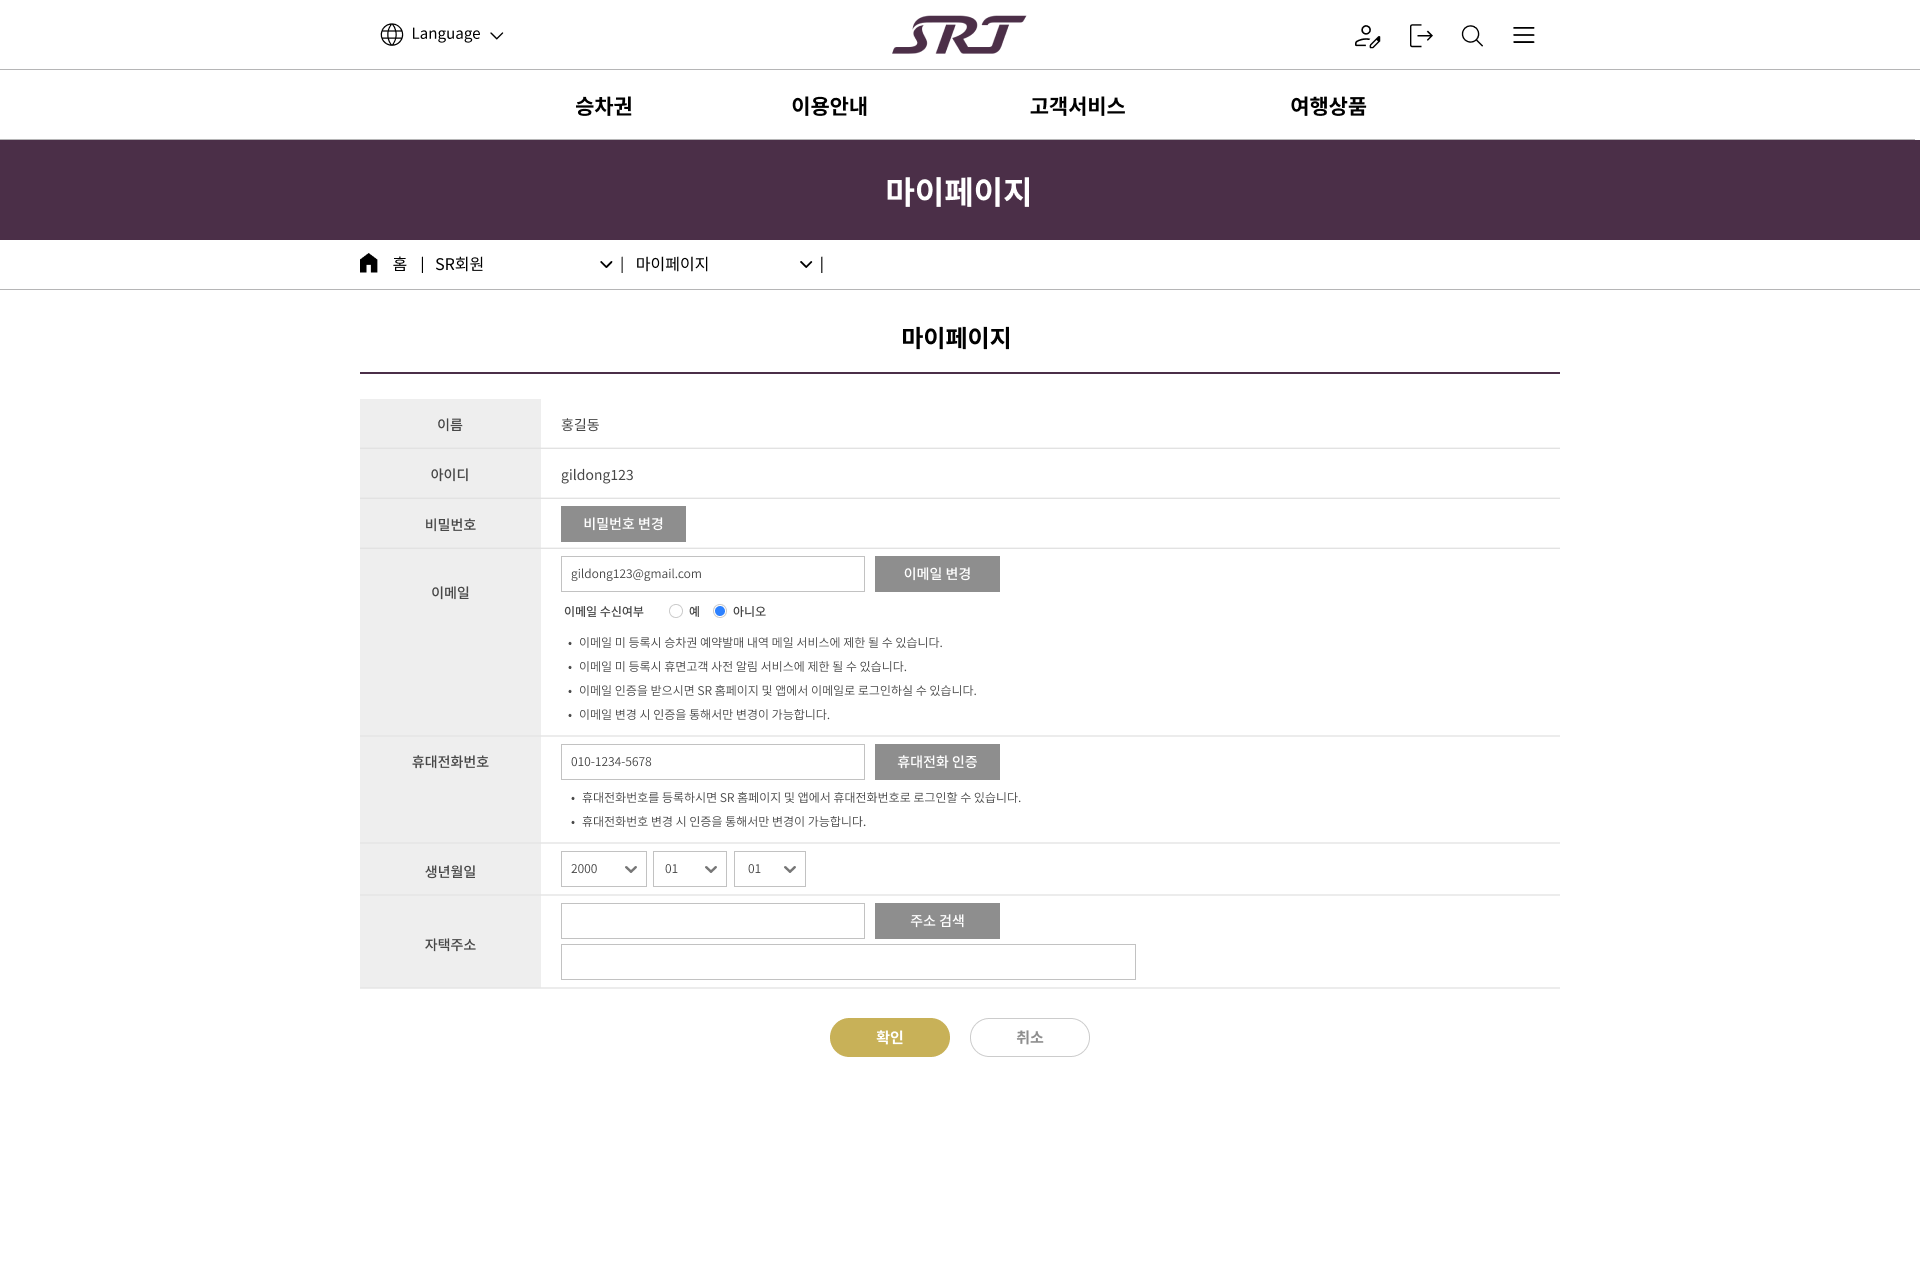 Language
SRT
승차권 이용안내 고객서비스 여행상품
마이페이지
홈 | SR회원 | 마이페이지 |
마이페이지
이름 홍길동
아이디 gildong123
비밀번호 비밀번호 변경
이메일 gildong123@gmail.com 이메일 변경
이메일 수신여부 예 아니오
• 이메일 미 등록시 승차권 예약발매 내역 메일 서비스에 제한 될 수 있습니다.
• 이메일 미 등록시 휴면고객 사전 알림 서비스에 제한 될 수 있습니다.
• 이메일 인증을 받으시면 SR 홈페이지 및 앱에서 이메일로 로그인하실 수 있습니다.
• 이메일 변경 시 인증을 통해서만 변경이 가능합니다.
휴대전화번호 010-1234-5678 휴대전화 인증
• 휴대전화번호를 등록하시면 SR 홈페이지 및 앱에서 휴대전화번호로 로그인할 수 있습니다.
• 휴대전화번호 변경 시 인증을 통해서만 변경이 가능합니다.
생년월일 2000 01 01
자택주소 주소 검색
확인 취소